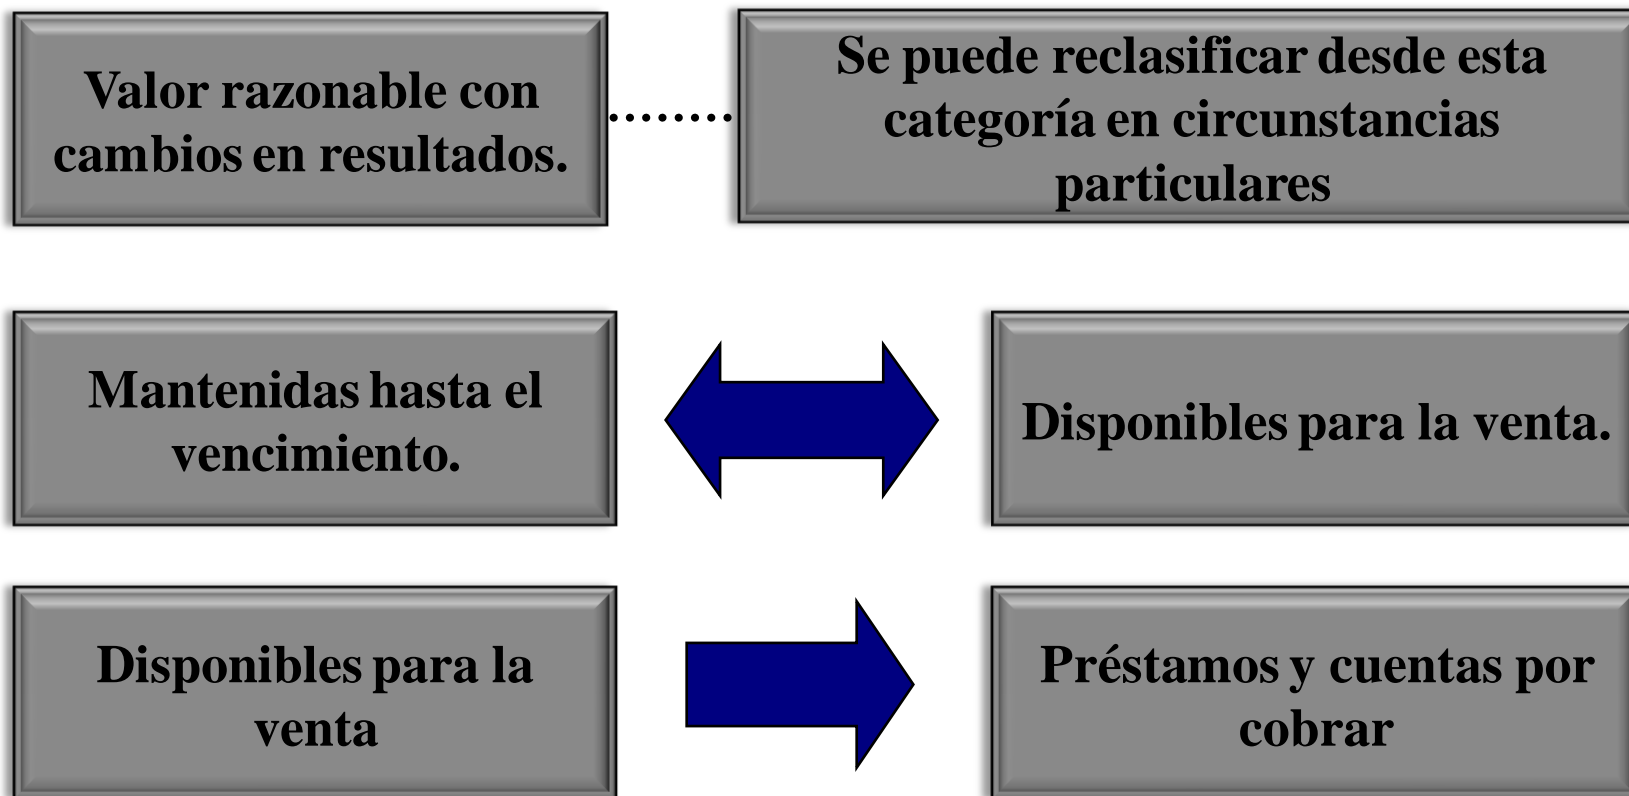 Valor razonable con
cambios en resultados.
Se puede reclasificar desde esta
categoría en circunstancias
particulares
Mantenidas hasta el
vencimiento.
Disponibles para la venta.
Disponibles para la
venta
Préstamos y cuentas por
cobrar